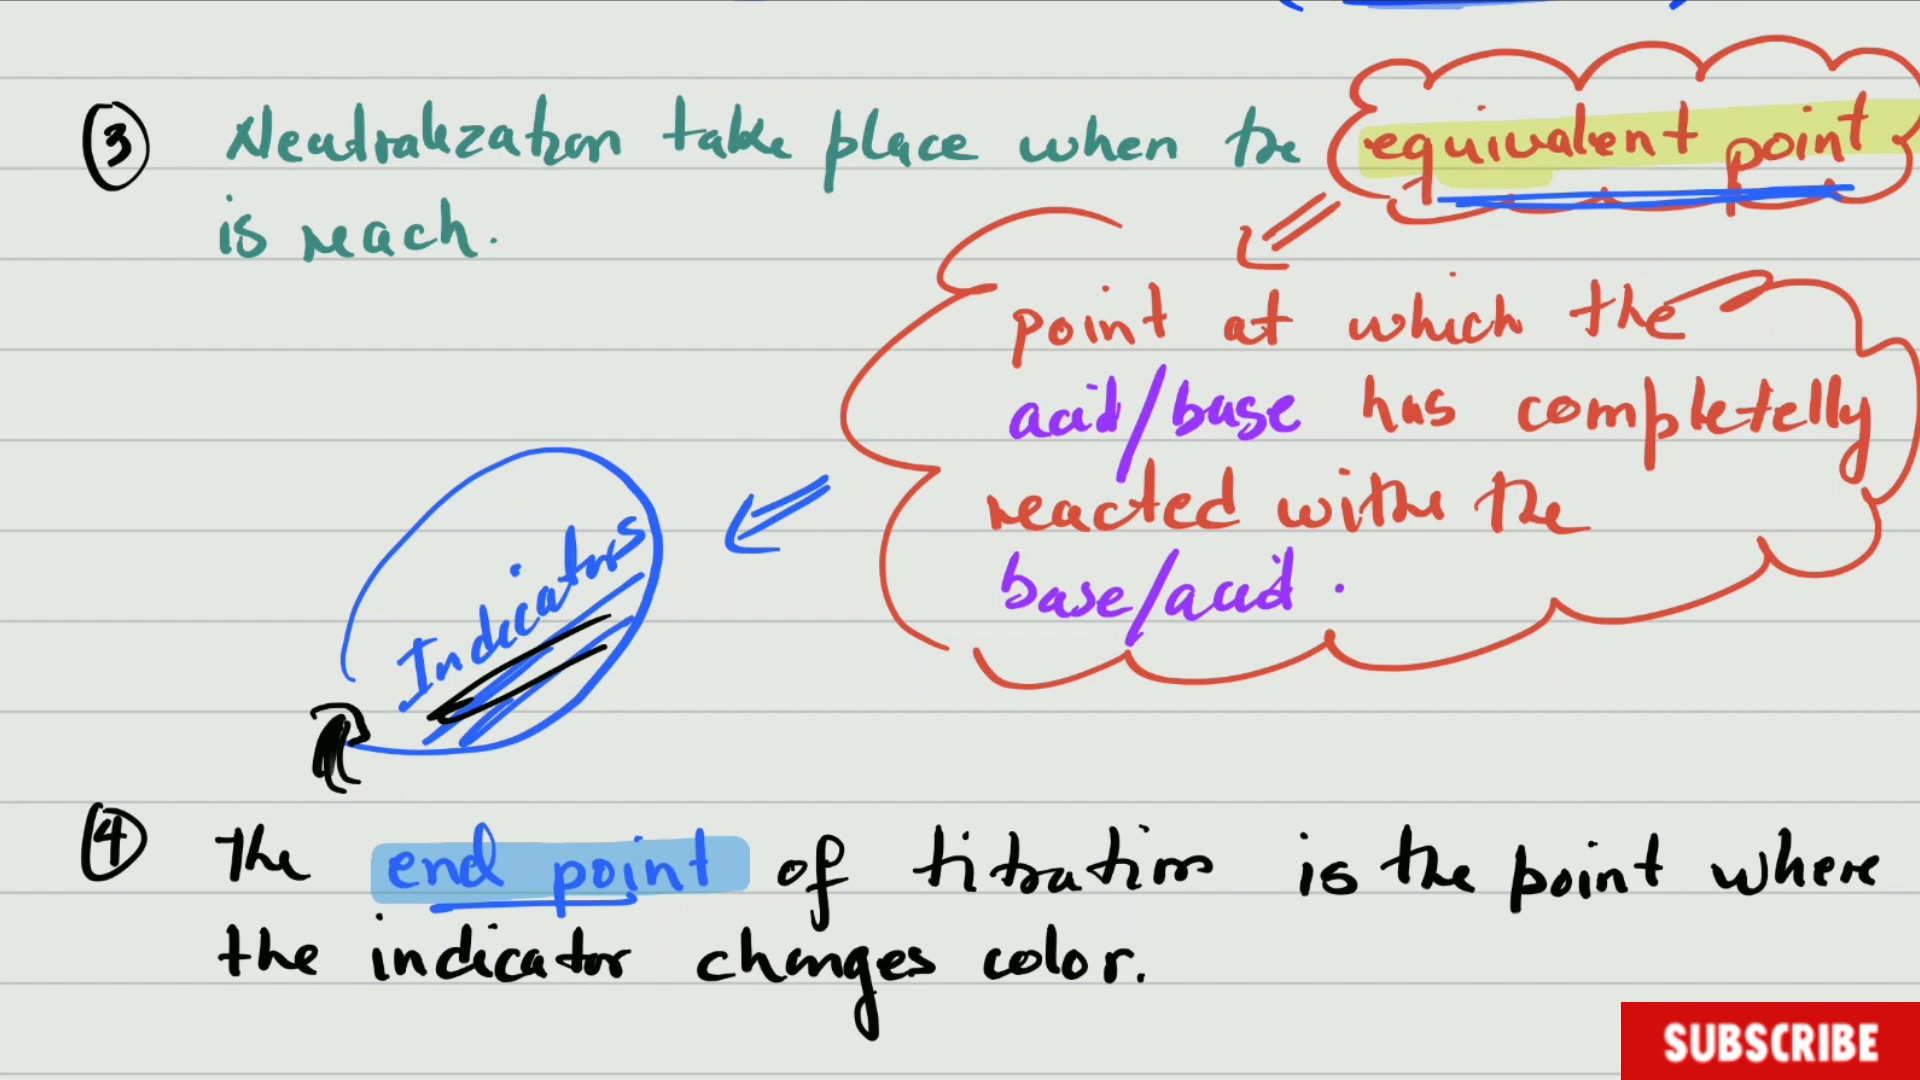 3 Neutralization take place when the equivalent point
is reach.
point at which the
acid/base has completelly
reacted withe the
base/acid.
Indicators
4 The end point of titration is the point where
the indicator changes color.
SUBSCRIBE